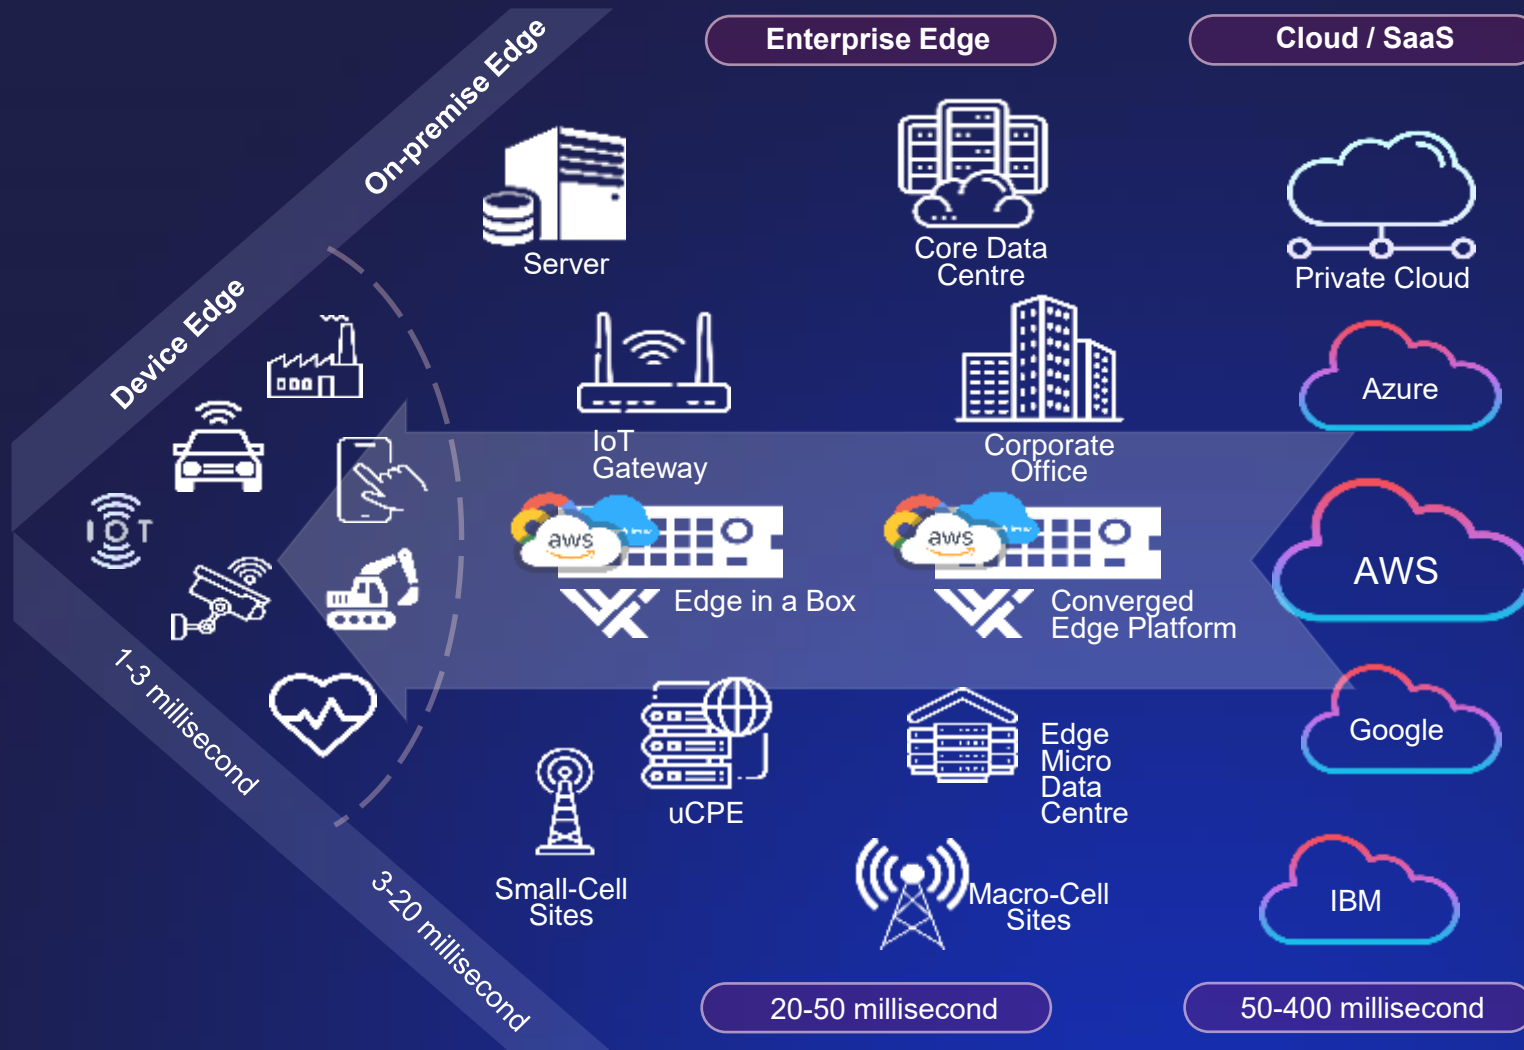 Enterprise Edge
Cloud / SaaS
On-premise Edge
Device Edge
Server
Core Data
Centre
Private Cloud
IoT
Gateway
Corporate
Office
Azure
IOT
aws
aws
AWS
Edge in a Box
Converged
Edge Platform
1-3 millisecond
uCPE
Edge
Micro
Data
Centre
Google
Small-Cell
Sites
Macro-Cell
Sites
IBM
3-20 millisecond
20-50 millisecond
50-400 millisecond